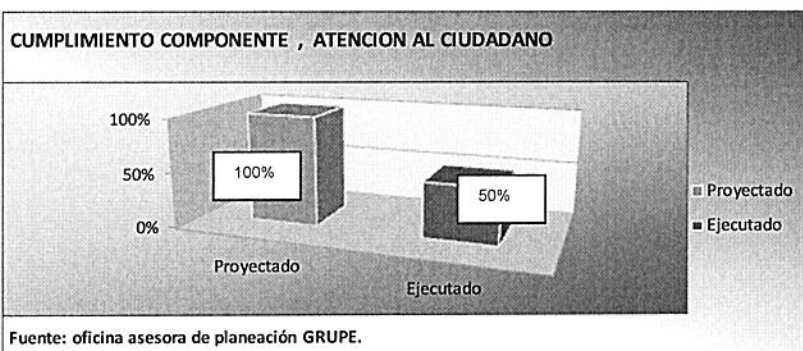 CUMPLIMIENTO COMPONENTE , ATENCION AL CIUDADANO
100%
50%
0%
100%
50%
Proyectado
Ejecutado
Proyectado
Ejecutado
Fuente: oficina asesora de planeación GRUPE.